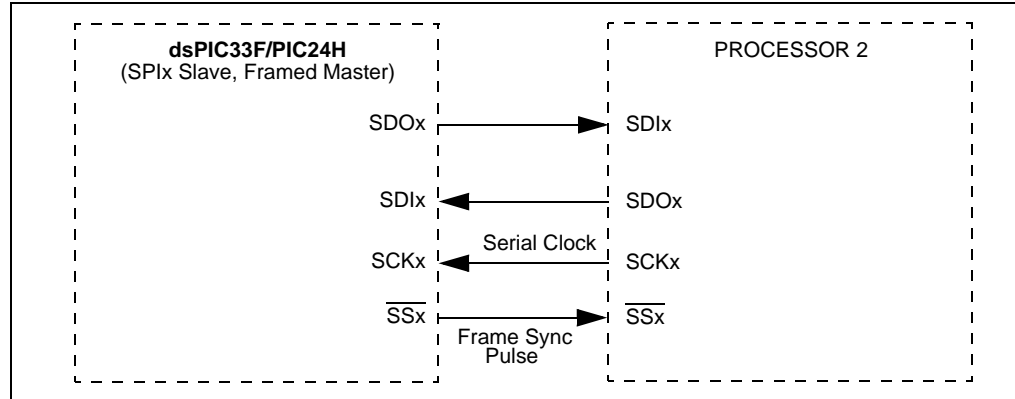 dsPIC33F/PIC24H
(SPIx Slave, Framed Master)
PROCESSOR 2
SDOx
SDIx
SDIx
SDOx
Serial Clock
SCKx
SCKx
SSx
SSx
Frame Sync
Pulse